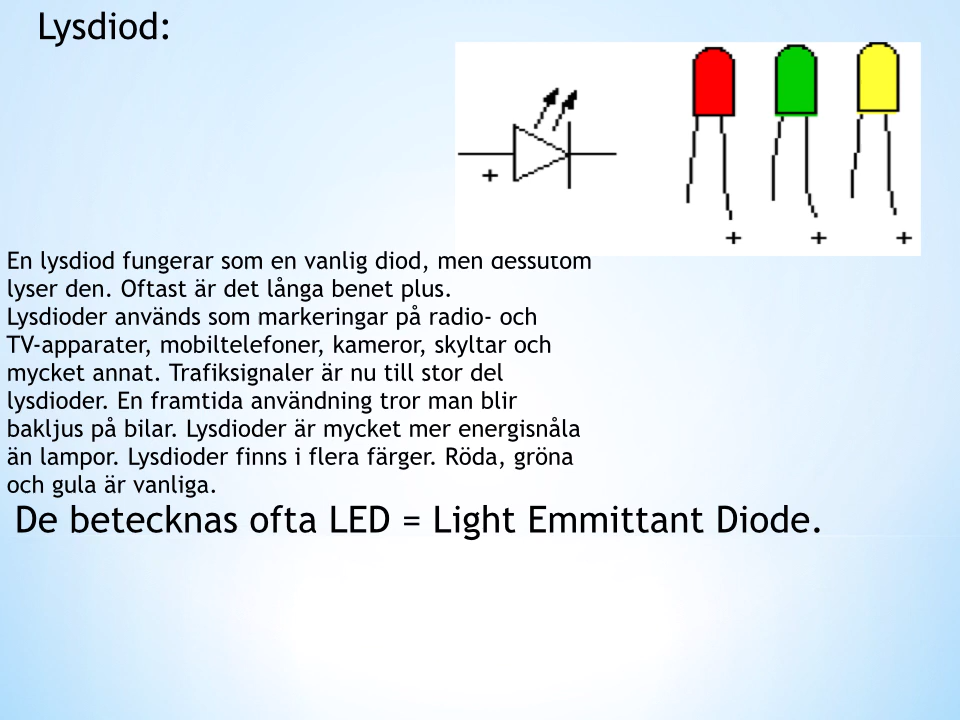 Lysdiod:
+
+ + +
En lysdiod fungerar som en vanlig diod, men dessutom
lyser den. Oftast är det långa benet plus.
Lysdioder används som markeringar på radio- och
TV-apparater, mobiltelefoner, kameror, skyltar och
mycket annat. Trafiksignaler är nu till stor del
lysdioder. En framtida användning tror man blir
bakljus på bilar. Lysdioder är mycket mer energisnåla
än lampor. Lysdioder finns i flera färger. Röda, gröna
och gula är vanliga.
De betecknas ofta LED = Light Emmittant Diode.